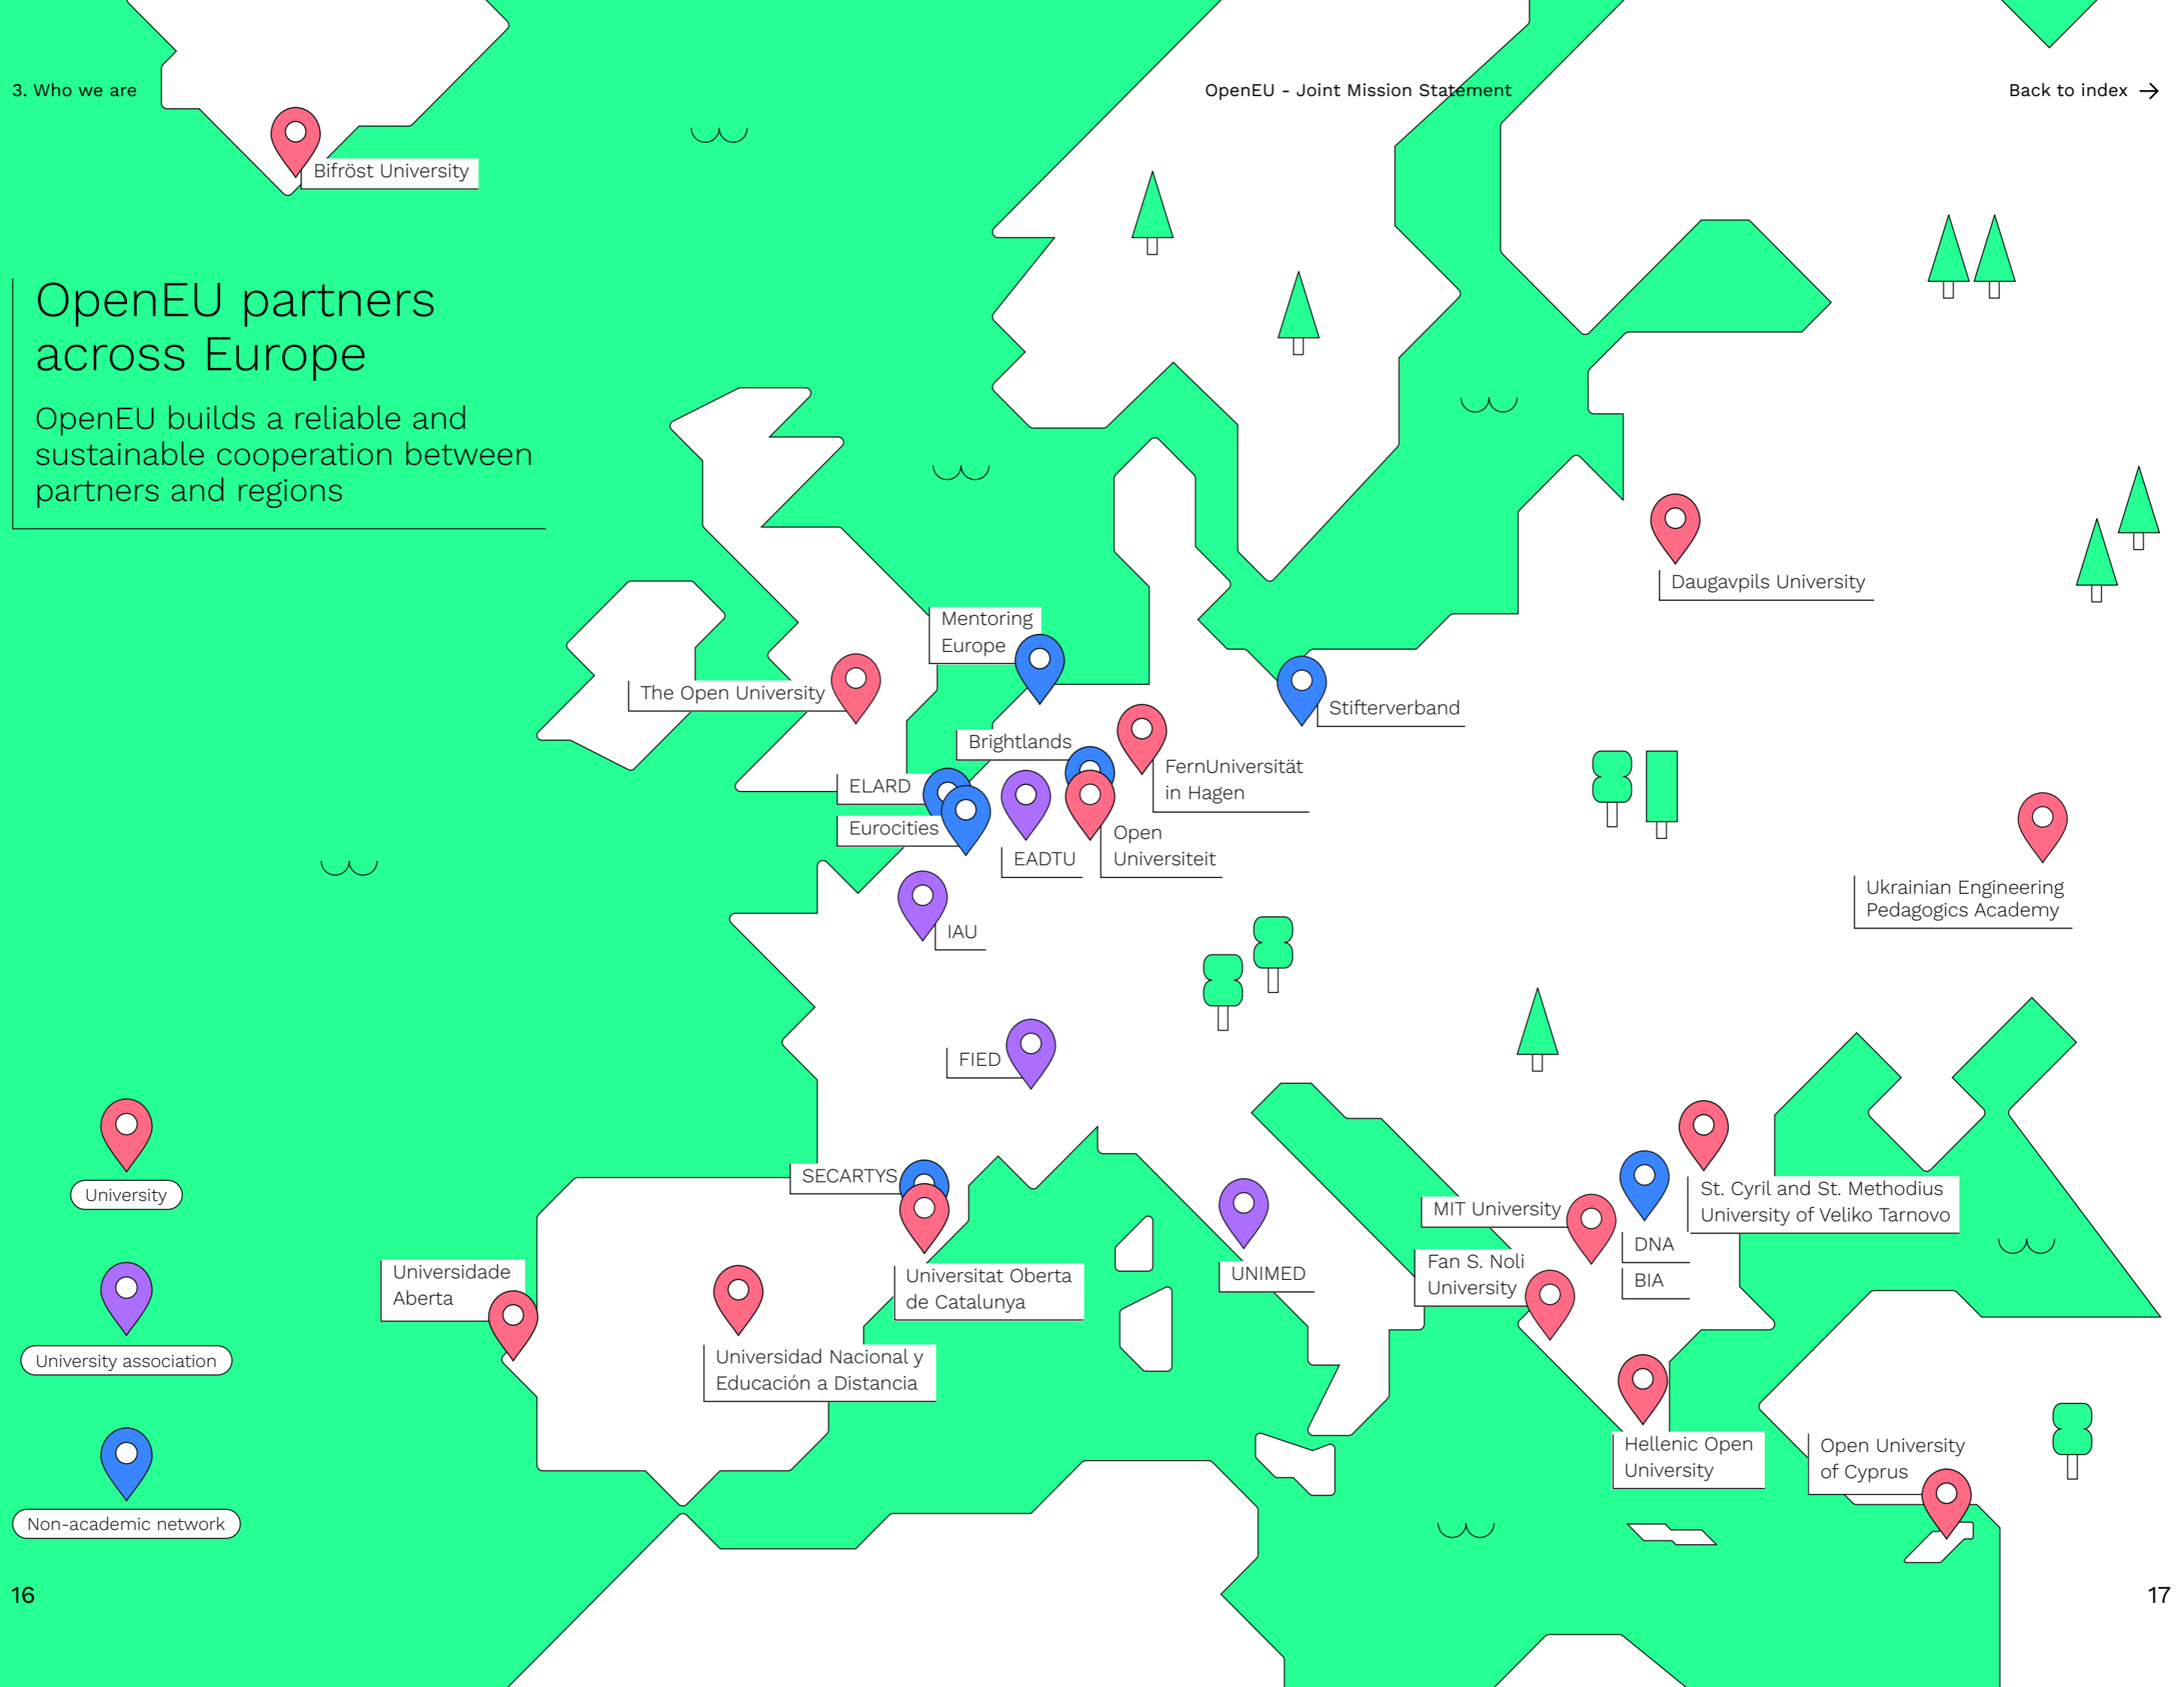 3. Who we are
OpenEU - Joint Mission Statement
Back to index →
Bifröst University
OpenEU partners
across Europe
OpenEU builds a reliable and
sustainable cooperation between
partners and regions
Daugavpils University
Mentoring
Europe
The Open University
Stifterverband
Brightlands
FernUniversität
in Hagen
ELARD
Eurocities
EADTU
Open
Universiteit
Ukrainian Engineering
Pedagogics Academy
IAU
FIED
SECARTYS
University
MIT University
St. Cyril and St. Methodius
University of Veliko Tarnovo
DNA
BIA
Universidade
Aberta
Universitat Oberta
de Catalunya
UNIMED
Fan S. Noli
University
Universidad Nacional y
Educación a Distancia
University association
Hellenic Open
University
Open University
of Cyprus
Non-academic network
16
17